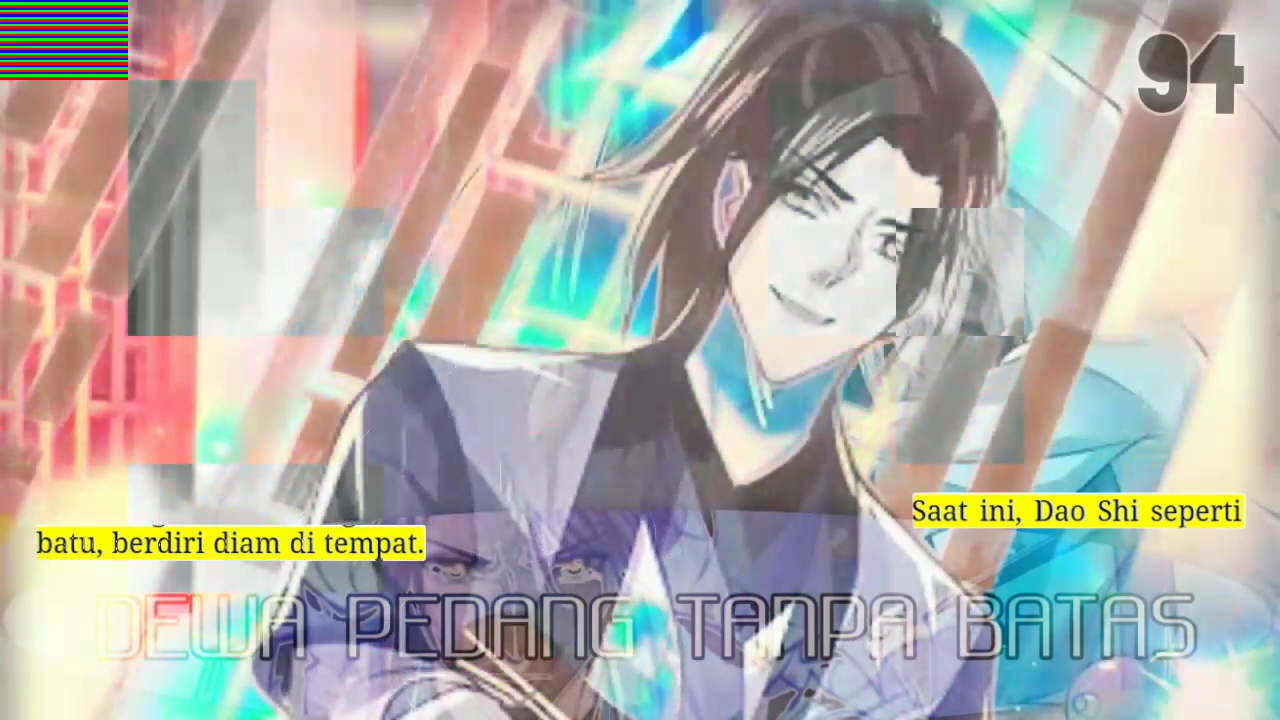 94
Saat ini, Dao Shi seperti
batu, berdiri diam di tempat.
DEWA PEDANG TANPA BATAS